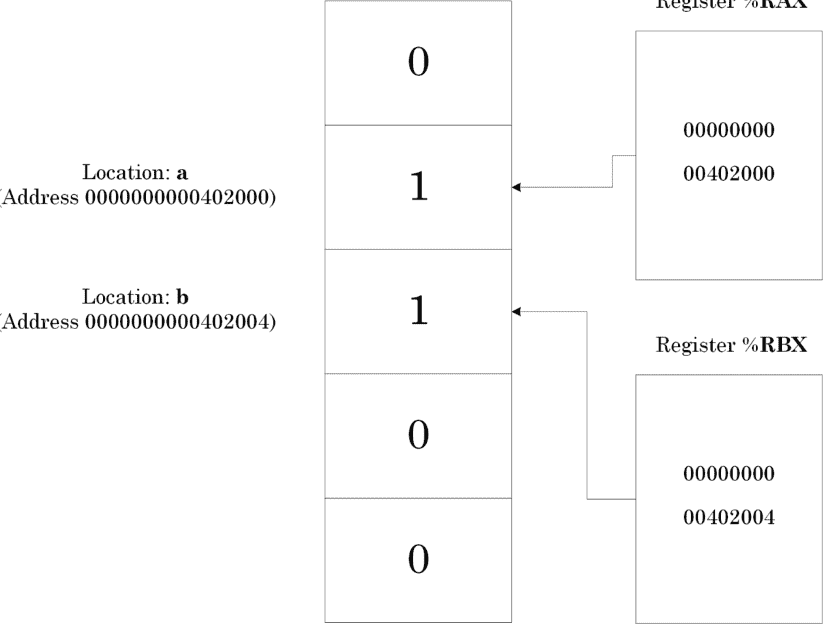 Register %RAX
0
00000000
1
Location: a
(Address 0000000000402000)
00402000
Location: b
(Address 0000000000402004)
1
Register %RBX
0
00000000
00402004
0